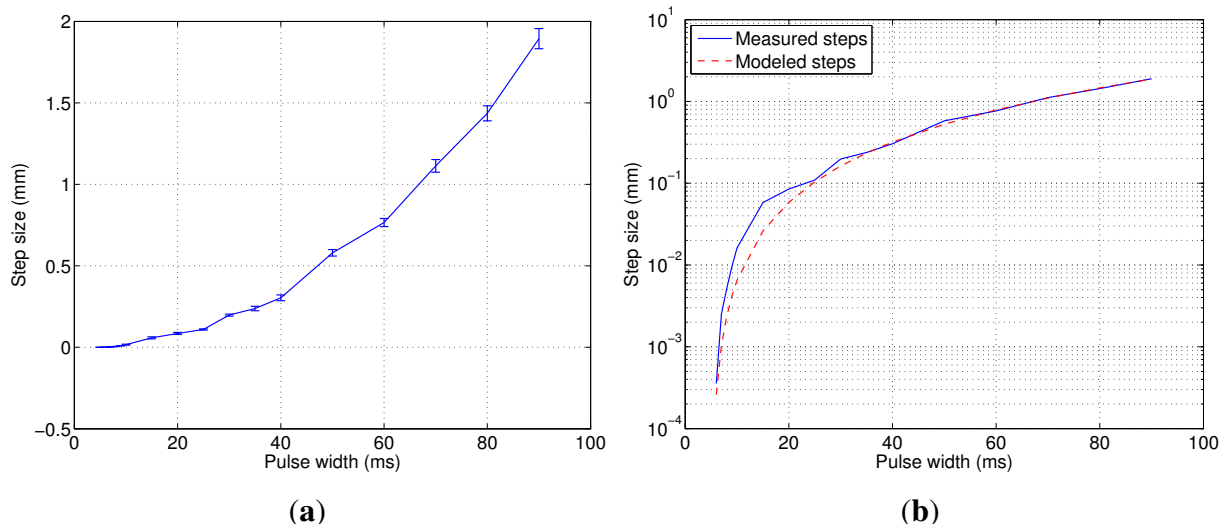 2
1.5
1
0.5
0
−0.5
0 20 40 60 80 100
Step size (mm)
Pulse width (ms)
(a)
10^1
10^0
10^−1
10^−2
10^−3
10^−4
0 20 40 60 80 100
Step size (mm)
Pulse width (ms)
Measured steps
Modeled steps
(b)